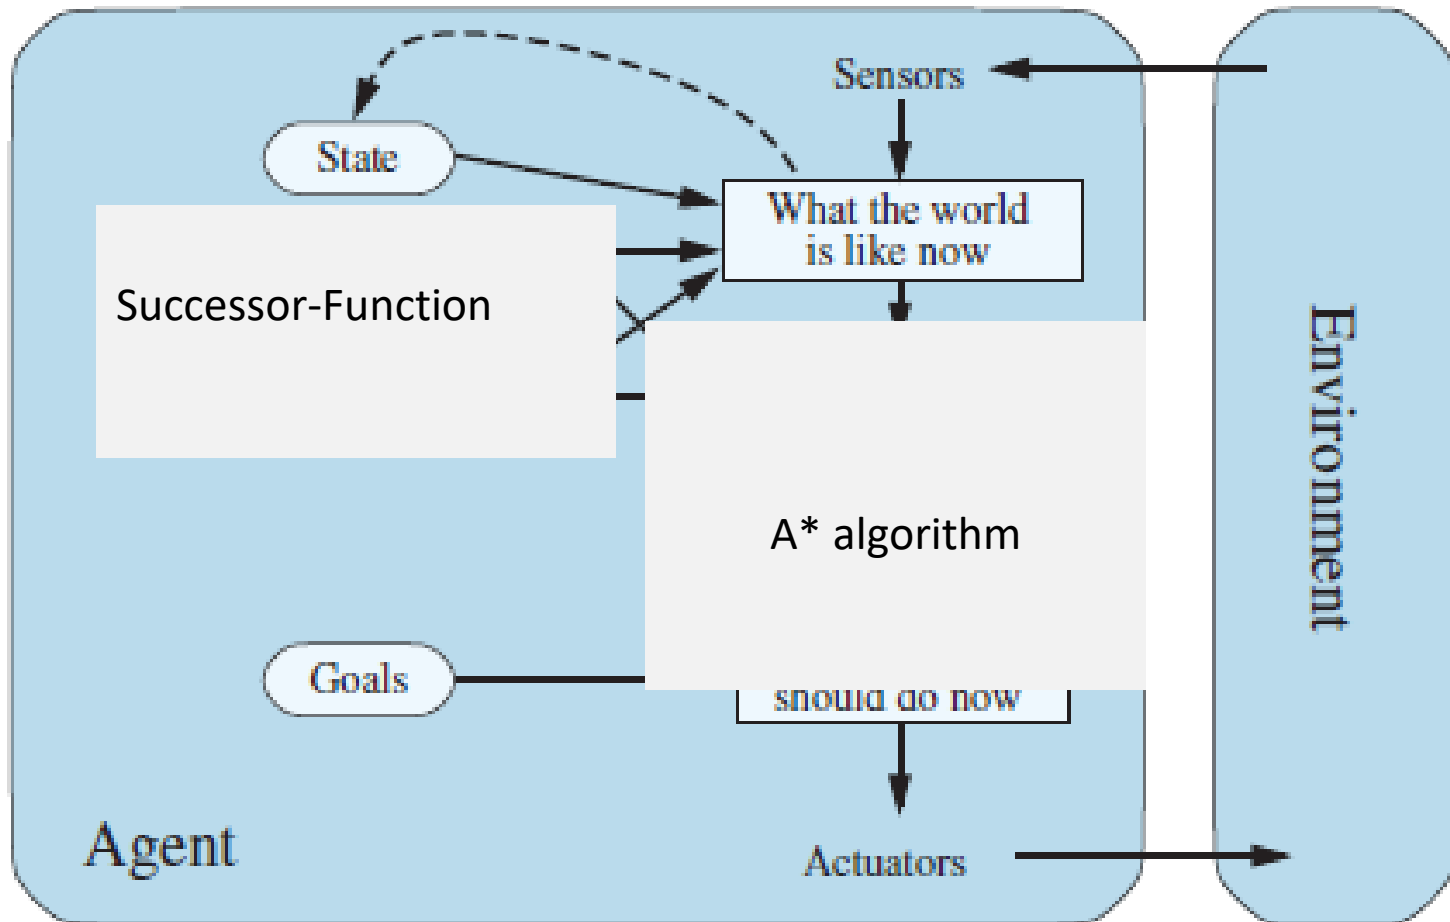 Sensors
State
What the world
is like now
Successor-Function
A* algorithm
Goals
should do now
Agent
Actuators
Environment